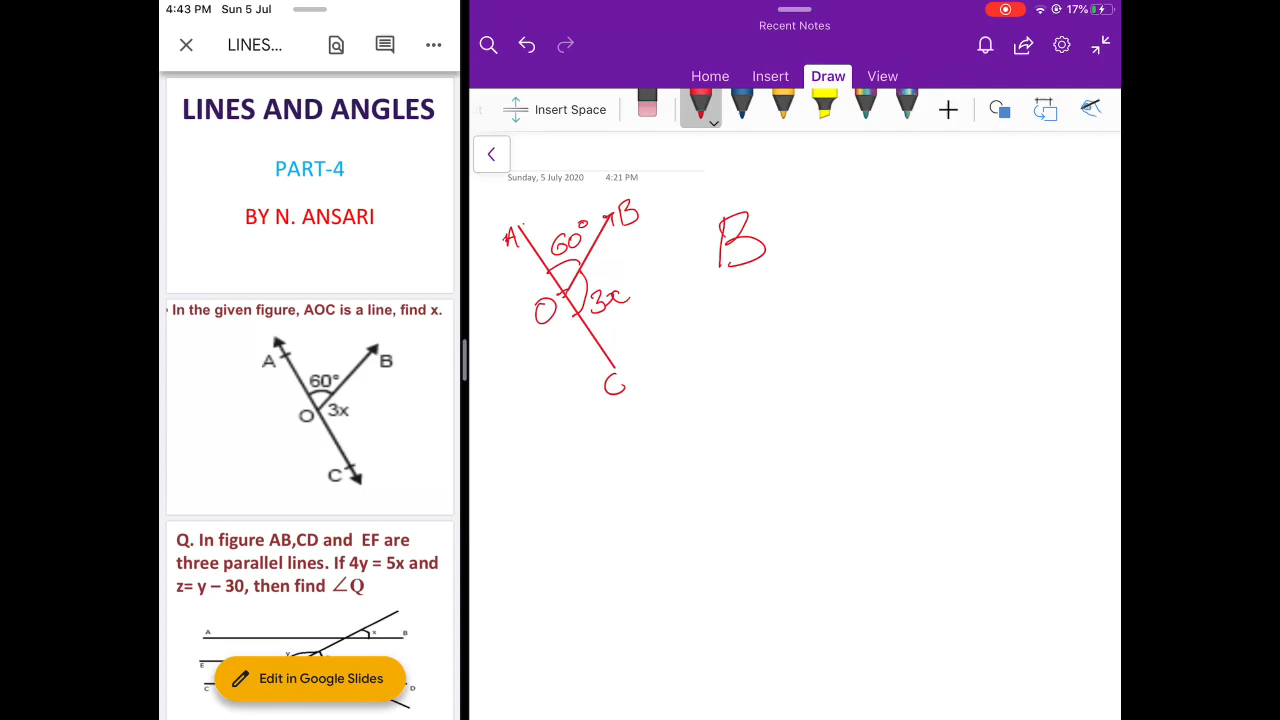 4:43 PM Sun 5 Jul
LINES...
LINES AND ANGLES
PART-4
BY N. ANSARI
In the given figure, AOC is a line, find x.
A
B
60°
O
3x
C
Q. In figure AB,CD and EF are
three parallel lines. If 4y = 5x and
z= y – 30, then find ∠Q
A
x
B
y
E
C
D
Edit in Google Slides
17%
Recent Notes
Home Insert Draw View
Insert Space
Sunday, 5 July 2020 4:21 PM
A
60°
B
O
3x
C
B